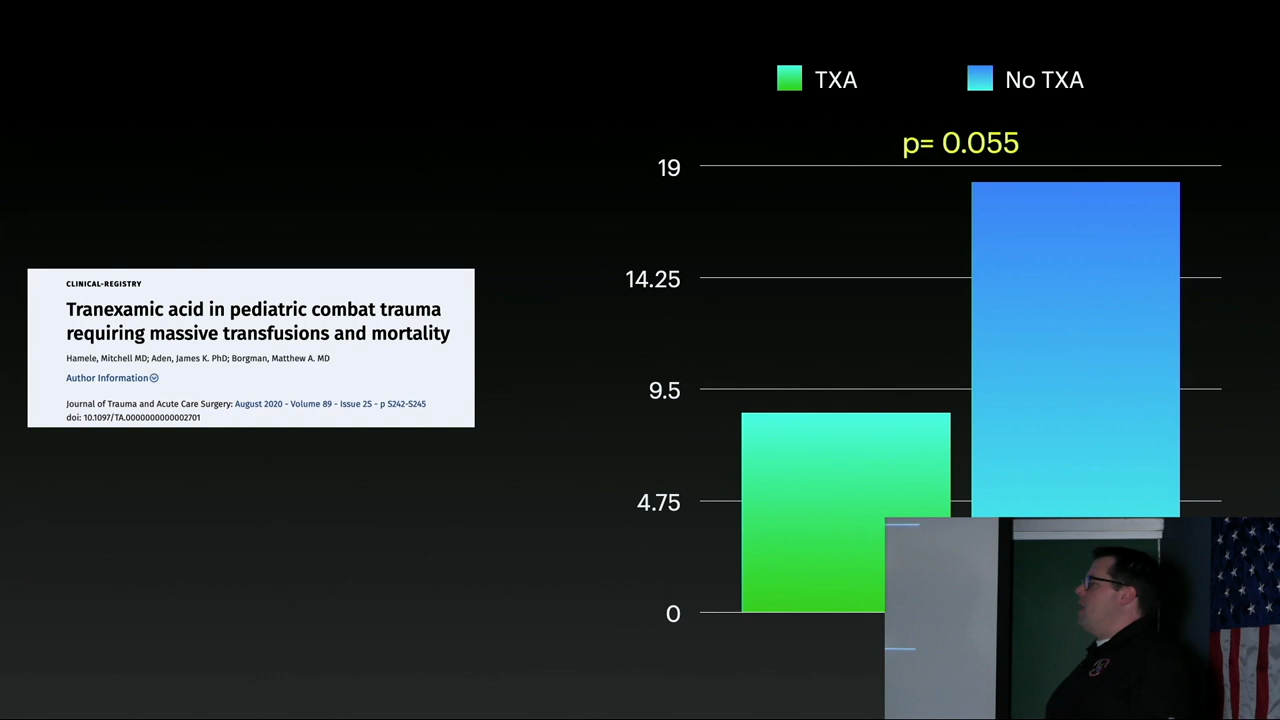 CLINICAL-REGISTRY
Tranexamic acid in pediatric combat trauma
requiring massive transfusions and mortality
Hamele, Mitchell MD; Aden, James K. PhD; Borgman, Matthew A. MD
Author Information
Journal of Trauma and Acute Care Surgery: August 2020 - Volume 89 - Issue 2S - p S242-S245
doi: 10.1097/TA.0000000000002701
TXA
No TXA
p= 0.055
19
14.25
9.5
4.75
0